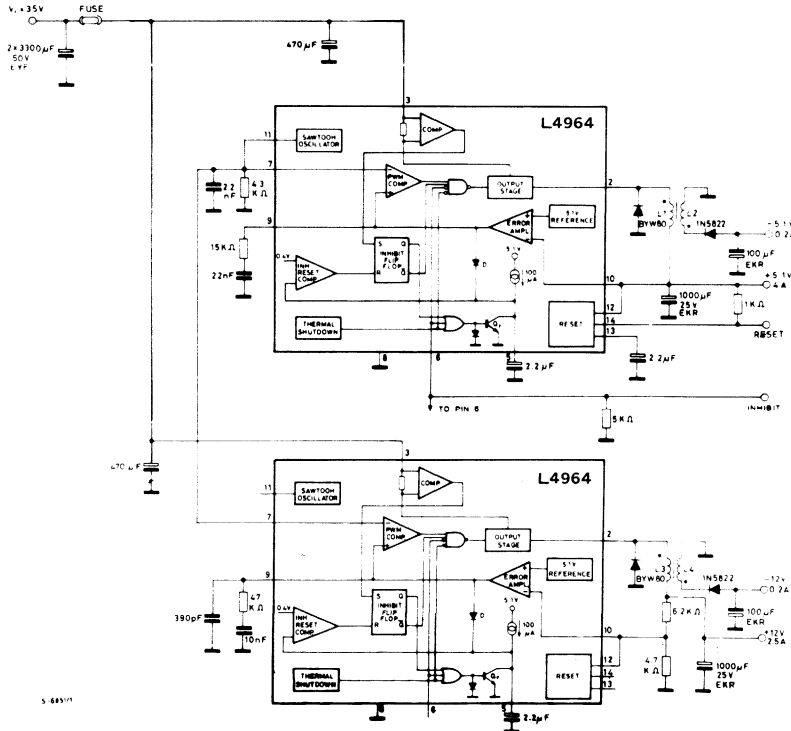 Vi +35V
FUSE
2x3300µF
50V
EYF
470µF
3
L4964
11
SAWTOOH
OSCILLATOR
COMP
7
2.2
nF
4.3
KΩ
PWM
COMP
OUTPUT
STAGE
2
BYW80
L1
L2
1N5822
-5.1V
0.2A
100µF
EKR
9
15KΩ
22nF
ERROR
AMPL
5.1V
REFERENCE
0.4V
INH
RESET
COMP
S Q
INHIBIT
FLIP
FLOP
R Q
D
5.1V
100
µA
10
+5.1V
4A
1000µF
25V
EKR
1KΩ
12
14
13
RESET
RESET
THERMAL
SHUTDOWN
8
6
5
2.2µF
2.2µF
TO PIN 6
5KΩ
INHIBIT
470µF
3
L4964
11
SAWTOOH
OSCILLATOR
COMP
7
PWM
COMP
OUTPUT
STAGE
2
BYW80
L3
L4
1N5822
-12V
0.2A
100µF
EKR
9
390pF
47
KΩ
10nF
ERROR
AMPL
5.1V
REFERENCE
0.4V
INH
RESET
COMP
S Q
INHIBIT
FLIP
FLOP
R Q
D
5.1V
100
µA
10
6.2KΩ
4.7
KΩ
+12V
2.5A
1000µF
25V
EKR
12
14
13
RESET
THERMAL
SHUTDOWN
8
6
5
2.2µF
S-6851/1